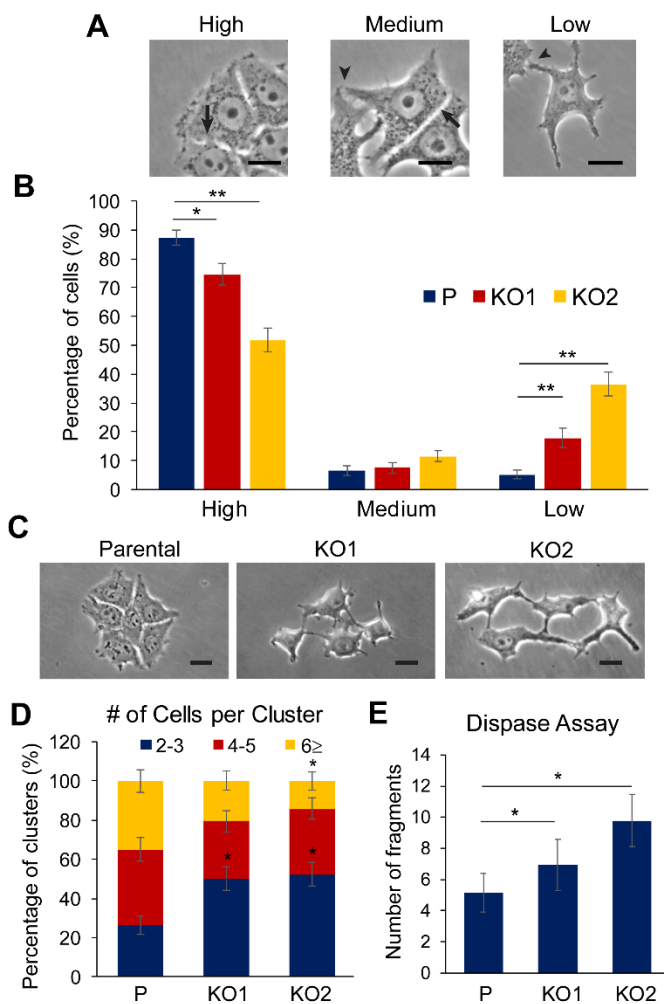 A
High Medium Low
B
** 
*
100
90
80
70
60
50
40
30
20
10
0
Percentage of cells (%)
P KO1 KO2
**
**
High Medium Low
C
Parental KO1 KO2
D
# of Cells per Cluster
2-3 4-5 6≥
*
* *
120
100
80
60
40
20
0
Percentage of clusters (%)
P KO1 KO2
E
Dispase Assay
14
12
10
8
6
4
2
0
Number of fragments
*
*
P KO1 KO2